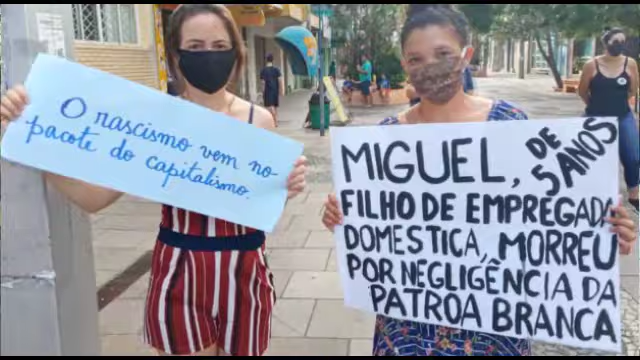 O rascismo vem no
pacote do capitalismo.
MIGUEL, DE 5 ANOS
FILHO DE EMPREGADA
DOMESTICA, MORREU
POR NEGLIGÊNCIA DA
PATROA BRANCA